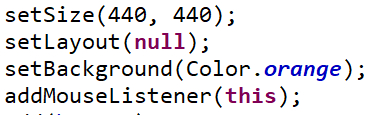 setSize(440, 440);
setLayout(null);
setBackground(Color.orange);
addMouseListener(this);